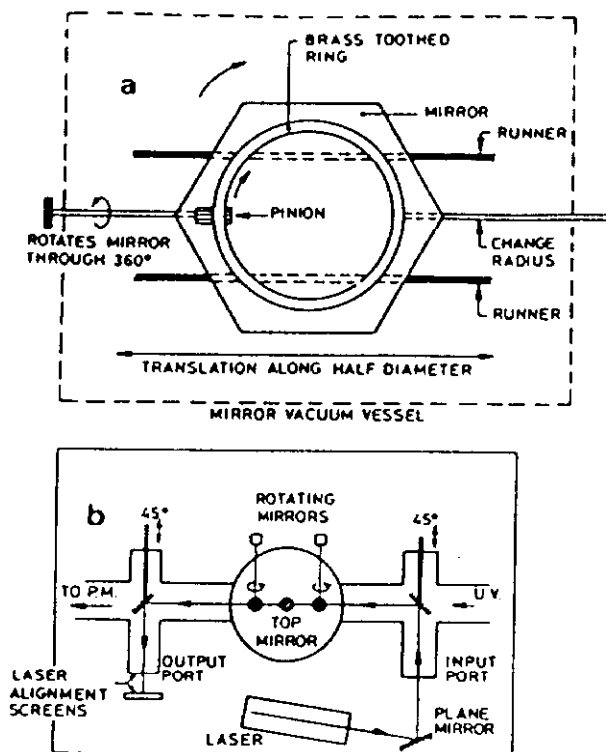 a
BRASS TOOTHED
RING
MIRROR
RUNNER
PINION
ROTATES MIRROR
THROUGH 360°
CHANGE
RADIUS
RUNNER
TRANSLATION ALONG HALF DIAMETER
MIRROR VACUUM VESSEL
b
45°
ROTATING
MIRRORS
45°
TO P.M.
U.V.
TOP
MIRROR
OUTPUT
PORT
INPUT
PORT
LASER
ALIGNMENT
SCREENS
LASER
PLANE
MIRROR